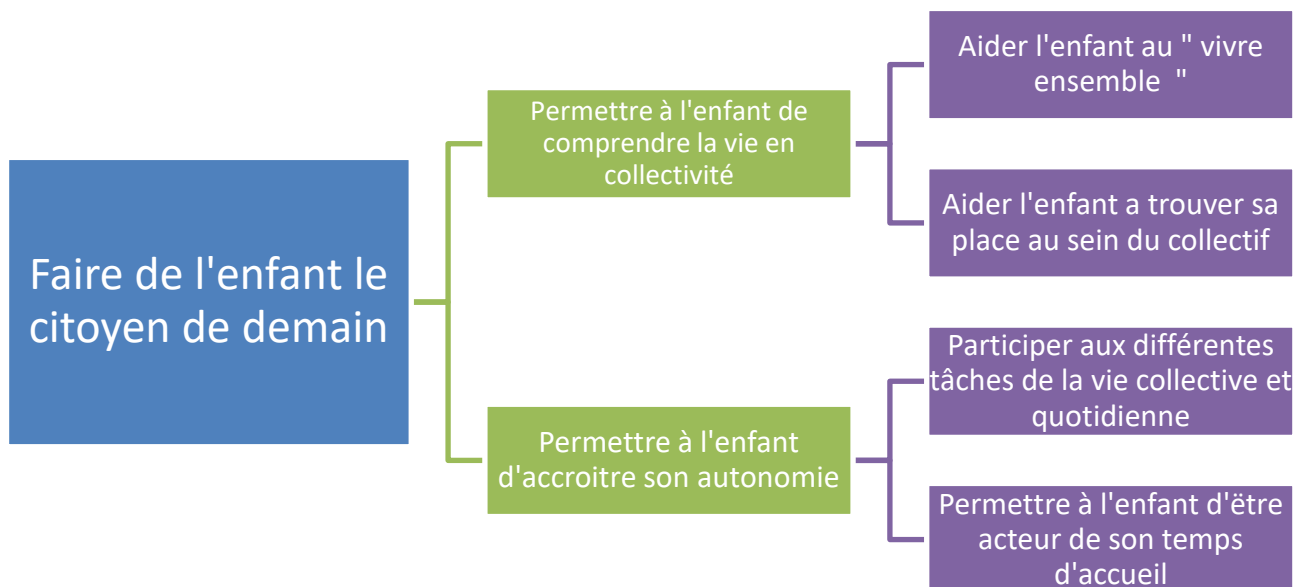 Faire de l'enfant le
citoyen de demain
Permettre à l'enfant de
comprendre la vie en
collectivité
Aider l'enfant au " vivre
ensemble  "
Aider l'enfant a trouver sa
place au sein du collectif
Permettre à l'enfant
d'accroitre son autonomie
Participer aux différentes
tâches de la vie collective et
quotidienne
Permettre à l'enfant d'ëtre
acteur de son temps
d'accueil